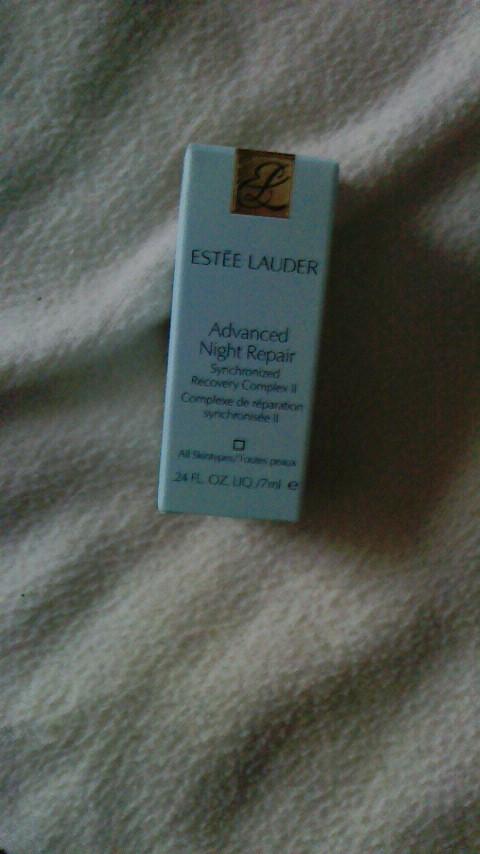 EL
ESTĒE LAUDER
Advanced
Night Repair
Synchronized
Recovery Complex II
Complexe de réparation
synchronisée II
All Skintypes/Toutes peaux
.24 FL. OZ. LIQ./7ml e